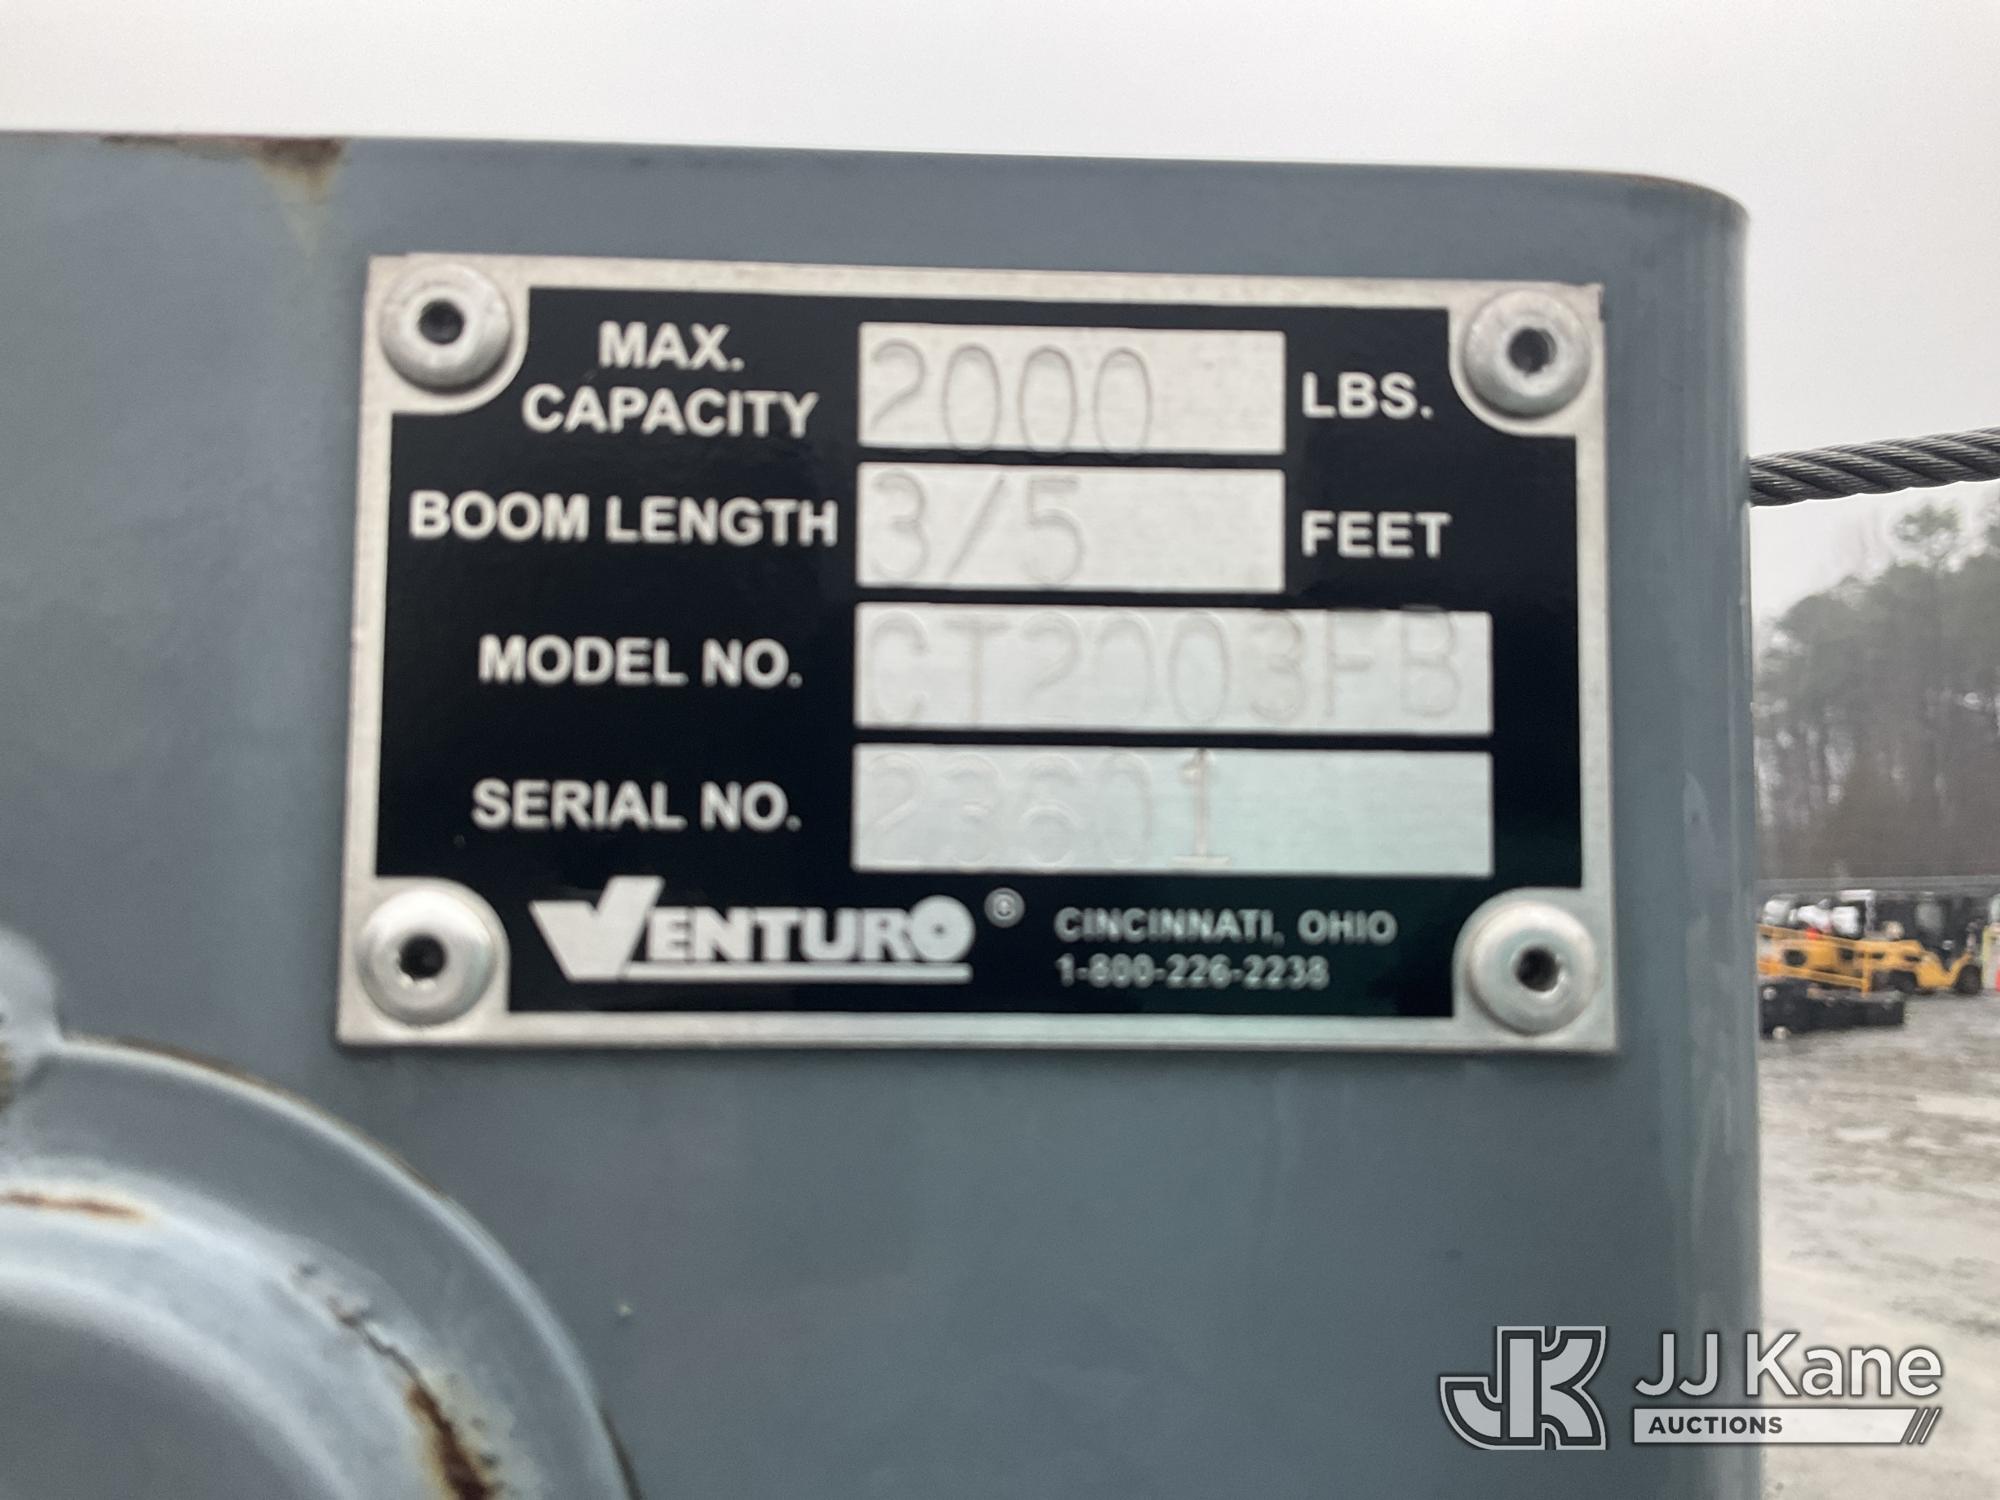 MAX.
CAPACITY 2000 LBS.
BOOM LENGTH 3/5 FEET
MODEL NO. CT2003FB
SERIAL NO. 23601
VENTURO ® CINCINNATI, OHIO
1-800-226-2238
JK JJ Kane
AUCTIONS